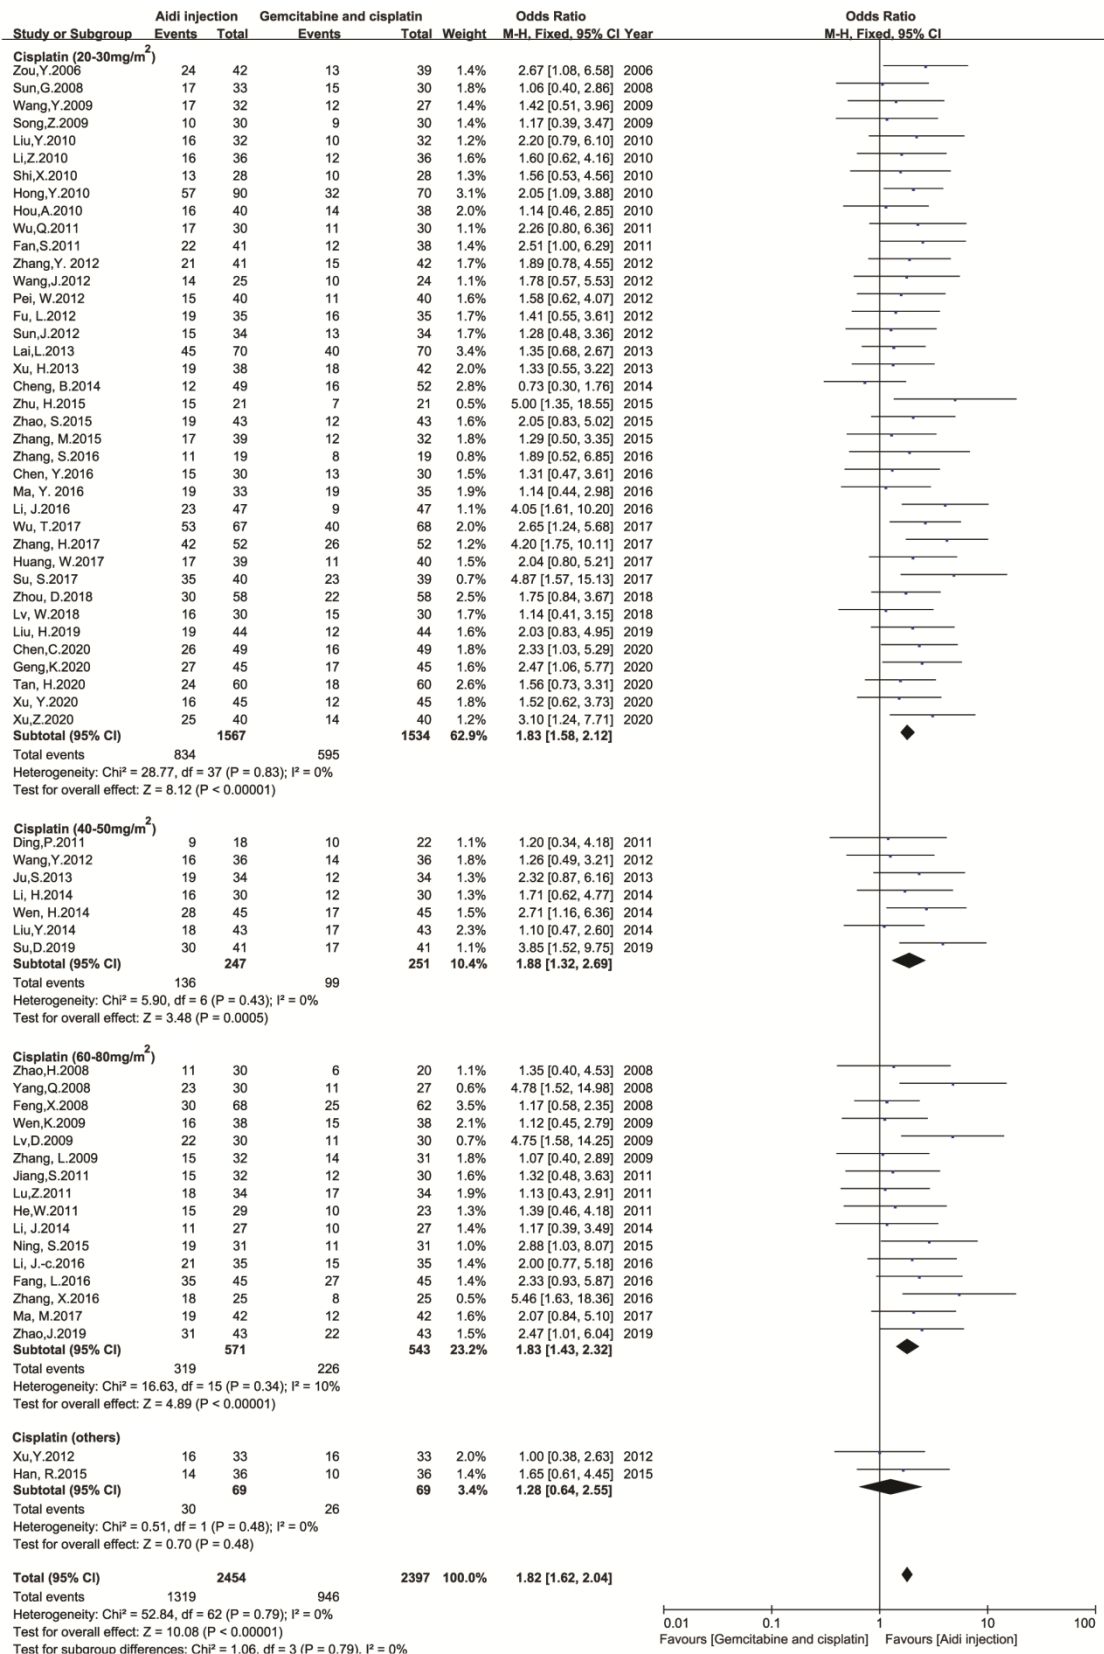 Aidi injection Gemcitabine and cisplatin Odds Ratio Odds Ratio
Study or Subgroup Events Total Events Total Weight M-H, Fixed, 95% CI Year M-H, Fixed, 95% CI
Cisplatin (20-30mg/m²)
Zou,Y.2006 24 42 13 39 1.4% 2.67 [1.08, 6.58] 2006
Sun,G.2008 17 33 15 30 1.8% 1.06 [0.40, 2.86] 2008
Wang,Y.2009 17 32 12 27 1.4% 1.42 [0.51, 3.96] 2009
Song,Z.2009 10 30 9 30 1.4% 1.17 [0.39, 3.47] 2009
Liu,Y.2010 16 32 10 32 1.2% 2.20 [0.79, 6.10] 2010
Li,Z.2010 16 36 12 36 1.6% 1.60 [0.62, 4.16] 2010
Shi,X.2010 13 28 10 28 1.3% 1.56 [0.53, 4.56] 2010
Hong,Y.2010 57 90 32 70 3.1% 2.05 [1.09, 3.88] 2010
Hou,A.2010 16 40 14 38 2.0% 1.14 [0.46, 2.85] 2010
Wu,Q.2011 17 30 11 30 1.1% 2.26 [0.80, 6.36] 2011
Fan,S.2011 22 41 12 38 1.4% 2.51 [1.00, 6.29] 2011
Zhang,Y. 2012 21 41 15 42 1.7% 1.89 [0.78, 4.55] 2012
Wang,J.2012 14 25 10 24 1.1% 1.78 [0.57, 5.53] 2012
Pei, W.2012 15 40 11 40 1.6% 1.58 [0.62, 4.07] 2012
Fu, L.2012 19 35 16 35 1.7% 1.41 [0.55, 3.61] 2012
Sun,J.2012 15 34 13 34 1.7% 1.28 [0.48, 3.36] 2012
Lai,L.2013 45 70 40 70 3.4% 1.35 [0.68, 2.67] 2013
Xu, H.2013 19 38 18 42 2.0% 1.33 [0.55, 3.22] 2013
Cheng, B.2014 12 49 16 52 2.8% 0.73 [0.30, 1.76] 2014
Zhu, H.2015 15 21 7 21 0.5% 5.00 [1.35, 18.55] 2015
Zhao, S.2015 19 43 12 43 1.6% 2.05 [0.83, 5.02] 2015
Zhang, M.2015 17 39 12 32 1.8% 1.29 [0.50, 3.35] 2015
Zhang, S.2016 11 19 8 19 0.8% 1.89 [0.52, 6.85] 2016
Chen, Y.2016 15 30 13 30 1.5% 1.31 [0.47, 3.61] 2016
Ma, Y. 2016 19 33 19 35 1.9% 1.14 [0.44, 2.98] 2016
Li, J.2016 23 47 9 47 1.1% 4.05 [1.61, 10.20] 2016
Wu, T.2017 53 67 40 68 2.0% 2.65 [1.24, 5.68] 2017
Zhang, H.2017 42 52 26 52 1.2% 4.20 [1.75, 10.11] 2017
Huang, W.2017 17 39 11 40 1.5% 2.04 [0.80, 5.21] 2017
Su, S.2017 35 40 23 39 0.7% 4.87 [1.57, 15.13] 2017
Zhou, D.2018 30 58 22 58 2.5% 1.75 [0.84, 3.67] 2018
Lv, W.2018 16 30 15 30 1.6% 1.14 [0.41, 3.15] 2018
Liu, H.2019 19 44 12 44 1.6% 2.03 [0.83, 4.95] 2019
Chen,C.2020 26 49 16 49 1.8% 2.33 [1.03, 5.29] 2020
Geng,K.2020 27 45 17 45 1.6% 2.47 [1.06, 5.77] 2020
Tan, H.2020 24 60 18 60 2.6% 1.56 [0.73, 3.31] 2020
Xu, Y.2020 16 45 12 45 1.8% 1.52 [0.62, 3.73] 2020
Xu,Z.2020 25 40 14 40 1.2% 3.10 [1.24, 7.71] 2020
Subtotal (95% CI) 1567 1534 62.9% 1.83 [1.58, 2.12]
Total events 834 595
Heterogeneity: Chi² = 28.77, df = 37 (P = 0.83); I² = 0%
Test for overall effect: Z = 8.12 (P < 0.00001)
Cisplatin (40-50mg/m²)
Ding,P.2011 9 18 10 22 1.1% 1.20 [0.34, 4.18] 2011
Wang,Y.2012 16 36 14 36 1.8% 1.26 [0.49, 3.21] 2012
Ju,S.2013 19 34 12 34 1.3% 2.32 [0.87, 6.16] 2013
Li, H.2014 16 30 12 30 1.3% 1.71 [0.62, 4.77] 2014
Wen, H.2014 28 45 17 45 1.5% 2.71 [1.16, 6.36] 2014
Liu,Y.2014 18 43 17 43 2.3% 1.10 [0.47, 2.60] 2014
Su,D.2019 30 41 17 41 1.1% 3.85 [1.52, 9.75] 2019
Subtotal (95% CI) 247 251 10.4% 1.88 [1.32, 2.69]
Total events 136 99
Heterogeneity: Chi² = 5.90, df = 6 (P = 0.43); I² = 0%
Test for overall effect: Z = 3.48 (P = 0.0005)
Cisplatin (60-80mg/m²)
Zhao,H.2008 11 30 6 20 1.1% 1.35 [0.40, 4.53] 2008
Yang,Q.2008 23 30 11 27 0.6% 4.78 [1.52, 14.98] 2008
Feng,X.2008 30 68 25 62 3.5% 1.17 [0.58, 2.35] 2008
Wen,K.2009 16 38 15 38 2.1% 1.12 [0.45, 2.79] 2009
Lv,D.2009 22 30 11 30 0.7% 4.75 [1.58, 14.25] 2009
Zhang, L.2009 15 32 14 31 1.8% 1.07 [0.40, 2.89] 2009
Jiang,S.2011 15 32 12 30 1.6% 1.32 [0.48, 3.63] 2011
Lu,Z.2011 18 34 17 34 1.9% 1.13 [0.43, 2.91] 2011
He,W.2011 15 29 10 23 1.3% 1.39 [0.46, 4.18] 2011
Li, J.2014 11 27 10 27 1.4% 1.17 [0.39, 3.49] 2014
Ning, S.2015 19 31 11 31 1.0% 2.88 [1.03, 8.07] 2015
Li, J.-c.2016 21 35 15 35 1.4% 2.00 [0.77, 5.18] 2016
Fang, L.2016 35 45 27 45 1.4% 2.33 [0.93, 5.87] 2016
Zhang, X.2016 18 25 8 25 0.5% 5.46 [1.63, 18.36] 2016
Ma, M.2017 19 42 12 42 1.5% 2.07 [0.84, 5.10] 2017
Zhao,J.2019 31 43 22 43 1.5% 2.47 [1.01, 6.04] 2019
Subtotal (95% CI) 571 543 23.2% 1.83 [1.43, 2.32]
Total events 319 226
Heterogeneity: Chi² = 16.63, df = 15 (P = 0.34); I² = 10%
Test for overall effect: Z = 4.89 (P < 0.00001)
Cisplatin (others)
Xu,Y.2012 16 33 16 33 2.0% 1.00 [0.38, 2.63] 2012
Han, R.2015 14 36 10 36 1.4% 1.65 [0.61, 4.45] 2015
Subtotal (95% CI) 69 69 3.4% 1.28 [0.64, 2.55]
Total events 30 26
Heterogeneity: Chi² = 0.51, df = 1 (P = 0.48); I² = 0%
Test for overall effect: Z = 0.70 (P = 0.48)
Total (95% CI) 2454 2397 100.0% 1.82 [1.62, 2.04]
Total events 1319 946
Heterogeneity: Chi² = 52.84, df = 62 (P = 0.79); I² = 0%
Test for overall effect: Z = 10.08 (P < 0.00001)
Test for subgroup differences: Chi² = 1.06, df = 3 (P = 0.79), I² = 0%
0.01 0.1 1 10 100
Favours [Gemcitabine and cisplatin] Favours [Aidi injection]